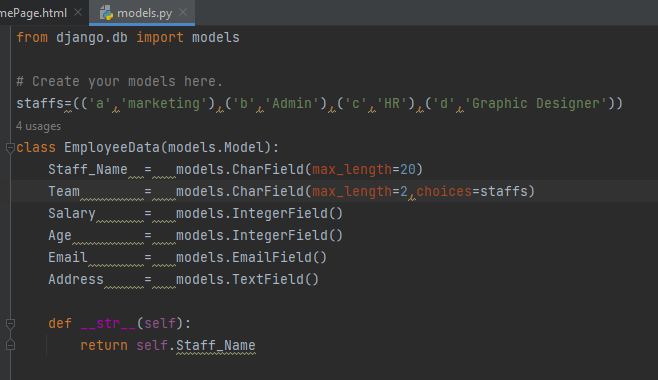 mePage.html × models.py ×
from django.db import models
# Create your models here.
staffs=(('a','marketing'),('b','Admin'),('c','HR'),('d','Graphic Designer'))
4 usages
class EmployeeData(models.Model):
    Staff_Name  =   models.CharField(max_length=20)
    Team        =   models.CharField(max_length=2,choices=staffs)
    Salary      =   models.IntegerField()
    Age         =   models.IntegerField()
    Email       =   models.EmailField()
    Address     =   models.TextField()
    def __str__(self):
        return self.Staff_Name